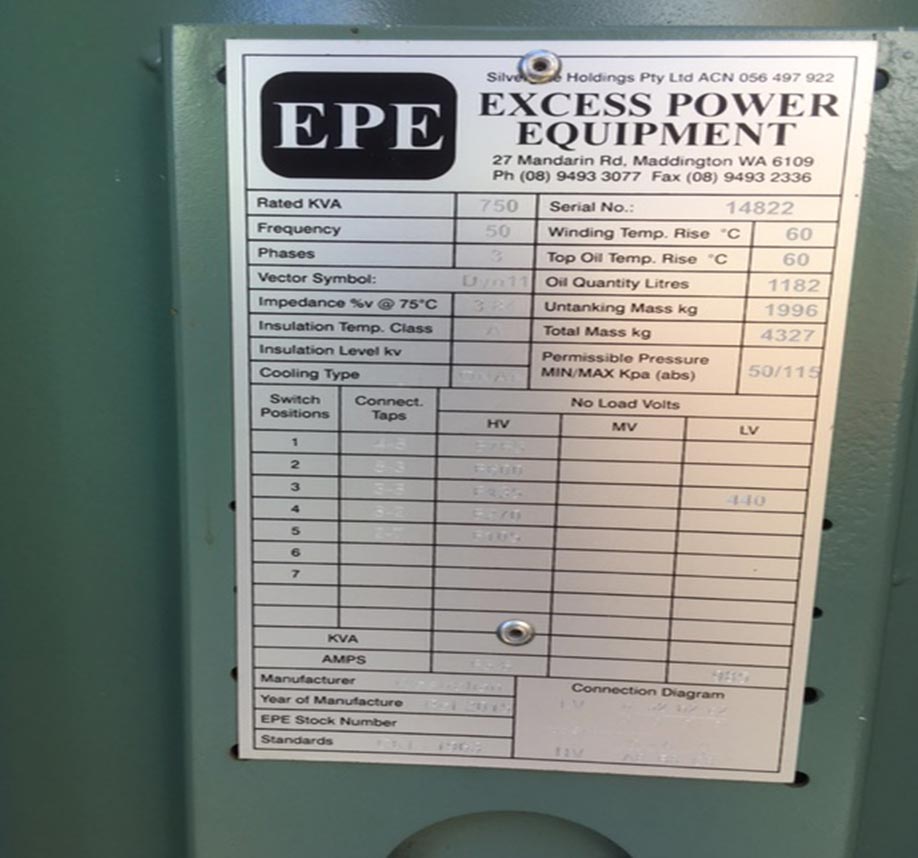 EPE
Holdings Pty Ltd ACN 056 497 922
EXCESS POWER
EQUIPMENT
27 Mandarin Rd, Maddington WA 6109
Ph (08) 9493 3077 Fax (08) 9493 2336
Rated KVA 750 Serial No.: 14822
Frequency 50 Winding Temp. Rise °C 60
Phases 3 Top Oil Temp. Rise °C 60
Vector Symbol: Dyn11 Oil Quantity Litres 1182
Impedance %v @ 75°C Untanking Mass kg 1996
Insulation Temp. Class A Total Mass kg 4327
Insulation Level kv
Cooling Type
Permissible Pressure
MIN/MAX Kpa (abs) 50/115
Switch
Positions
Connect.
Taps
No Load Volts
HV MV LV
1
2 6600
3 440
4
5
6
7
KVA
AMPS
Manufacturer
Year of Manufacture
EPE Stock Number
Standards
Connection Diagram
LV
HV